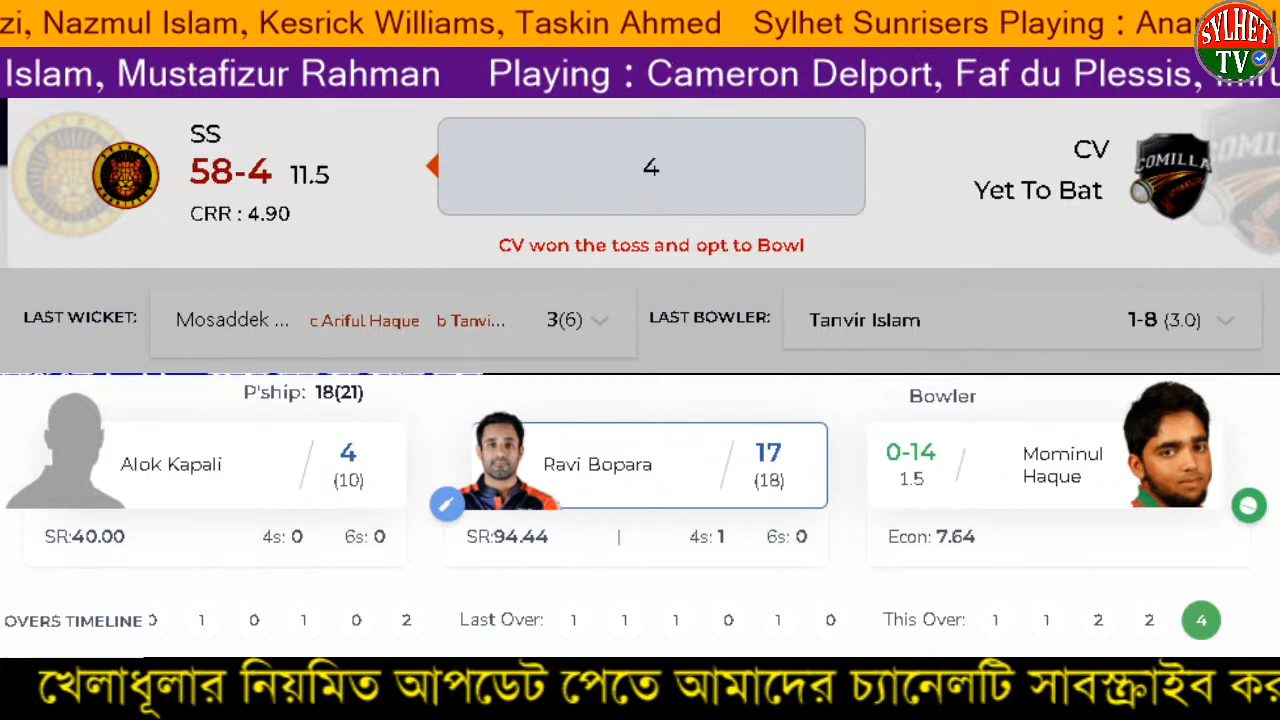 zi, Nazmul Islam, Kesrick Williams, Taskin Ahmed Sylhet Sunrisers Playing : Ana
SYLHET
TV
Islam, Mustafizur Rahman Playing : Cameron Delport, Faf du Plessis,
SS
58-4 11.5
CRR : 4.90
4
CV won the toss and opt to Bowl
CV
Yet To Bat
COMILLA
LAST WICKET: Mosaddek ... c Ariful Haque b Tanvi... 3(6)
LAST BOWLER: Tanvir Islam 1-8 (3.0)
P'ship: 18(21)
Alok Kapali 4 (10)
SR:40.00 4s: 0 6s: 0
Ravi Bopara 17 (18)
SR:94.44 | 4s: 1 6s: 0
Bowler
0-14 1.5 Mominul Haque
Econ: 7.64
OVERS TIMELINE 0 1 0 1 0 2 Last Over: 1 1 1 0 1 0 This Over: 1 1 2 2 4
খেলাধূলার নিয়মিত আপডেট পেতে আমাদের চ্যানেলটি সাবস্ক্রাইব কর